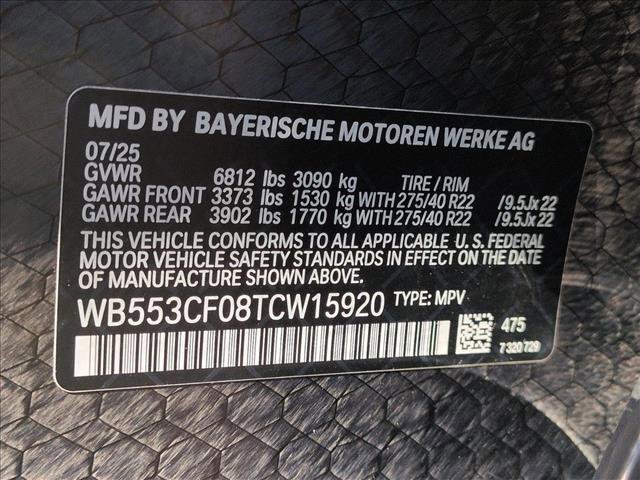 MFD BY BAYERISCHE MOTOREN WERKE AG
07/25
GVWR 6812 lbs 3090 kg TIRE / RIM
GAWR FRONT 3373 lbs 1530 kg WITH 275/40 R22 /9.5Jx22
GAWR REAR 3902 lbs 1770 kg WITH 275/40 R22 /9.5Jx22
THIS VEHICLE CONFORMS TO ALL APPLICABLE U.S. FEDERAL
MOTOR VEHICLE SAFETY STANDARDS IN EFFECT ON THE DATE
OF MANUFACTURE SHOWN ABOVE.
WB553CF08TCW15920 TYPE: MPV
475
7 320 729